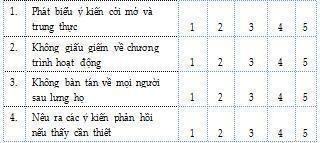 1. Phát biểu ý kiến cởi mở và
trung thực 1 2 3 4 5
2. Không giấu giếm về chương
trình hoạt động 1 2 3 4 5
3. Không bàn tán về mọi người
sau lưng họ 1 2 3 4 5
4. Nêu ra các ý kiến phản hồi
nếu thấy cần thiết 1 2 3 4 5